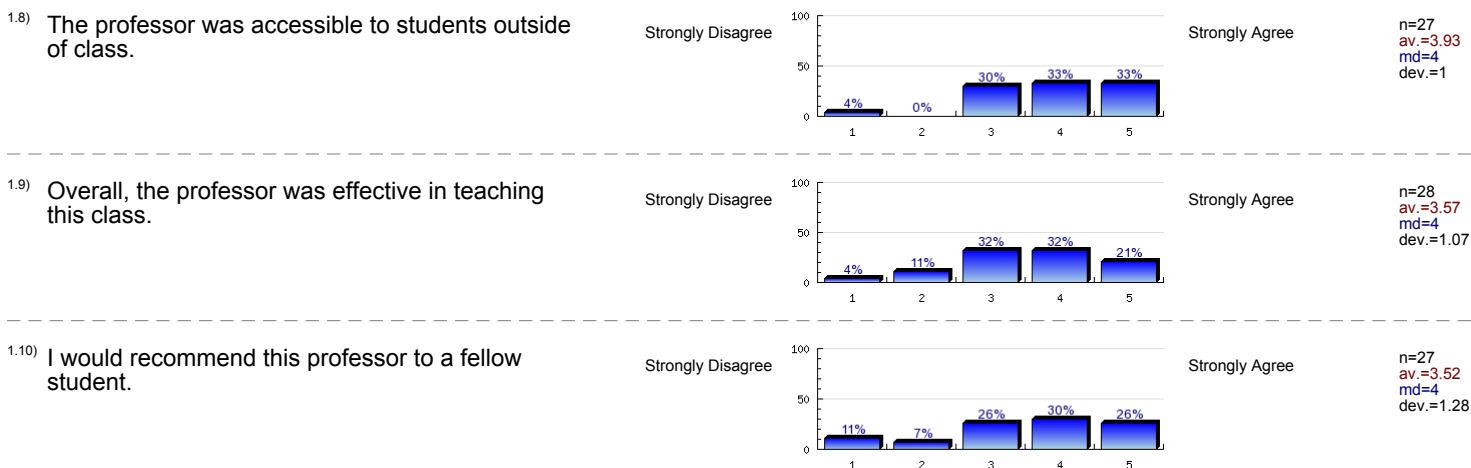 1.8) The professor was accessible to students outside
of class.
Strongly Disagree
100
50
0
4% 0% 30% 33% 33%
1 2 3 4 5
Strongly Agree
n=27
av.=3.93
md=4
dev.=1
1.9) Overall, the professor was effective in teaching
this class.
Strongly Disagree
100
50
0
4% 11% 32% 32% 21%
1 2 3 4 5
Strongly Agree
n=28
av.=3.57
md=4
dev.=1.07
1.10) I would recommend this professor to a fellow
student.
Strongly Disagree
100
50
0
11% 7% 26% 30% 26%
1 2 3 4 5
Strongly Agree
n=27
av.=3.52
md=4
dev.=1.28